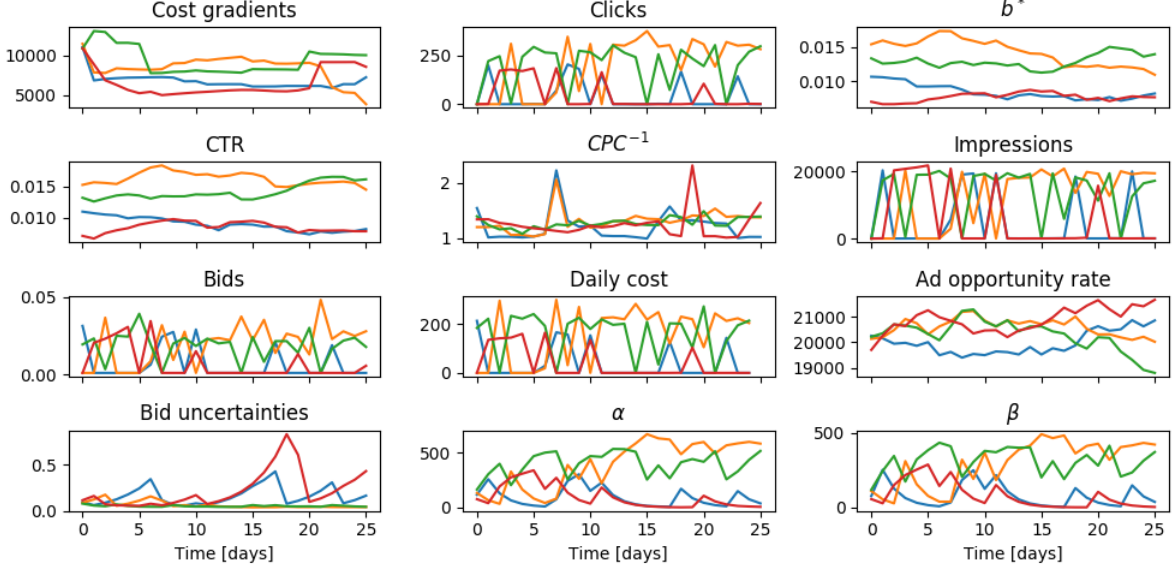 Cost gradients
Clicks
b*
10000
5000
250
0
0.015
0.010
CTR
CPC⁻¹
Impressions
0.015
0.010
2
1
20000
0
Bids
Daily cost
Ad opportunity rate
0.05
0.00
200
0
21000
20000
19000
Bid uncertainties
α
β
0.5
0.0
500
0
500
0
0 5 10 15 20 25
0 5 10 15 20 25
0 5 10 15 20 25
Time [days]
Time [days]
Time [days]